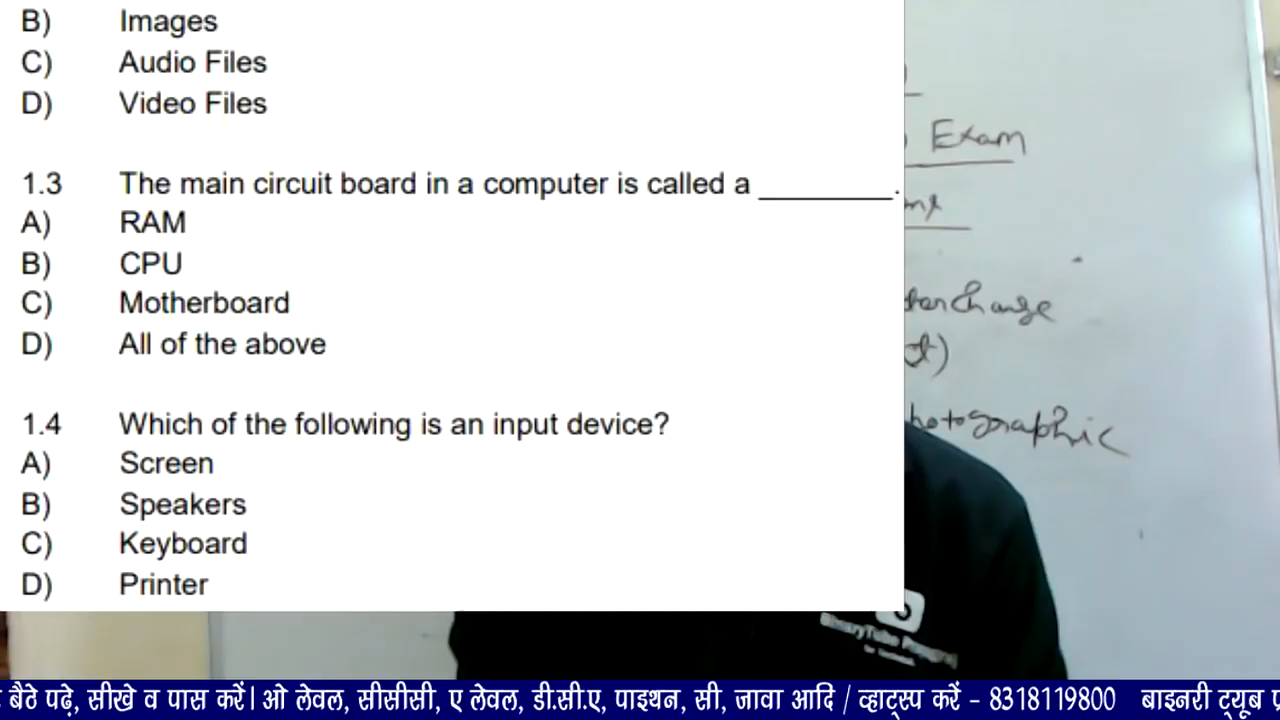 B) Images
C) Audio Files
D) Video Files
1.3 The main circuit board in a computer is called a ________.
A) RAM
B) CPU
C) Motherboard
D) All of the above
1.4 Which of the following is an input device?
A) Screen
B) Speakers
C) Keyboard
D) Printer
Exam
hotographic
बैठे पढ़े, सीखे व पास करें। ओ लेवल, सीसीसी, ए लेवल, डी.सी.ए, पाइथन, सी, जावा आदि / व्हाट्स्प करें - 8318119800 बाइनरी ट्यूब